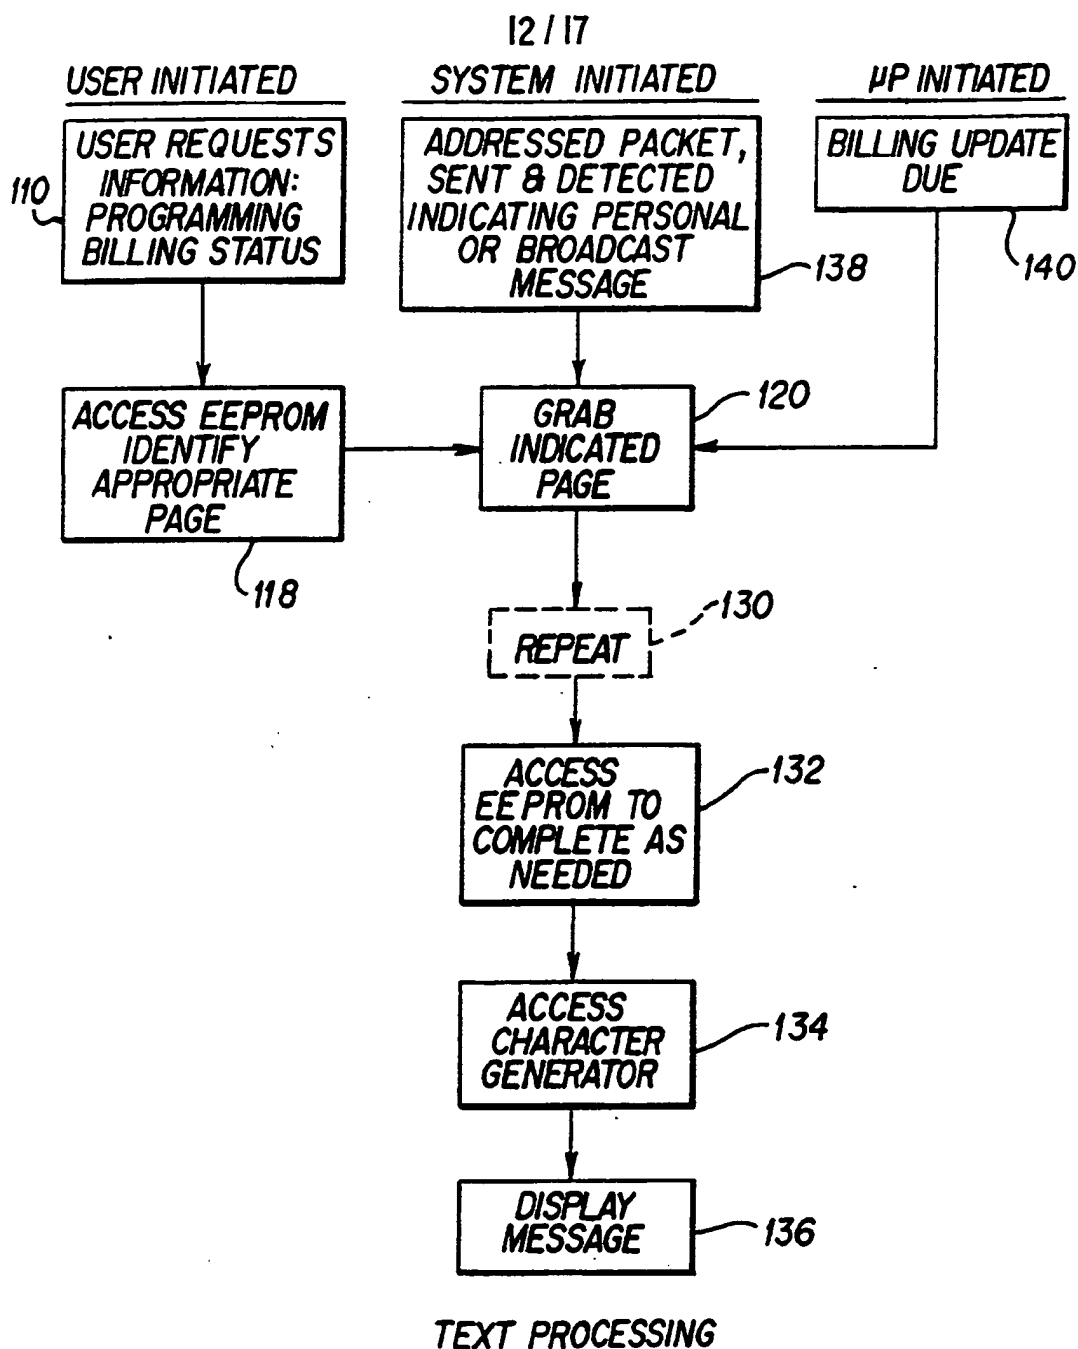 12/17
USER INITIATED
SYSTEM INITIATED
µP INITIATED
USER REQUESTS
INFORMATION:
PROGRAMMING
BILLING STATUS
110
ADDRESSED PACKET,
SENT & DETECTED
INDICATING PERSONAL
OR BROADCAST
MESSAGE
138
BILLING UPDATE
DUE
140
ACCESS EEPROM
IDENTIFY
APPROPRIATE
PAGE
118
GRAB
INDICATED
PAGE
120
REPEAT
130
ACCESS
EEPROM TO
COMPLETE AS
NEEDED
132
ACCESS
CHARACTER
GENERATOR
134
DISPLAY
MESSAGE
136
TEXT PROCESSING